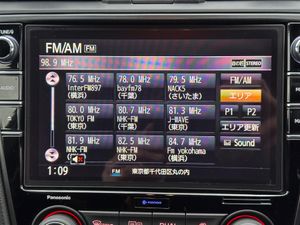 FM/AM FM
98.9 MHz STEREO
76.5 MHz
InterFM897
(横浜)
78.0 MHz
bayfm78
(千葉)
79.5 MHz
NACK5
(さいたま)
FM/AM
エリア
80.0 MHz
TOKYO FM
(東京)
80.7 MHz
NHK-FM
(千葉)
81.3 MHz
J-WAVE
(東京)
P1 P2
エリア更新
81.9 MHz
NHK-FM
(横浜)
82.5 MHz
NHK-FM
(東京)
84.7 MHz
Fm yokohama
(横浜)
Sound
1:09
FM 東京都千代田区丸の内
Panasonic